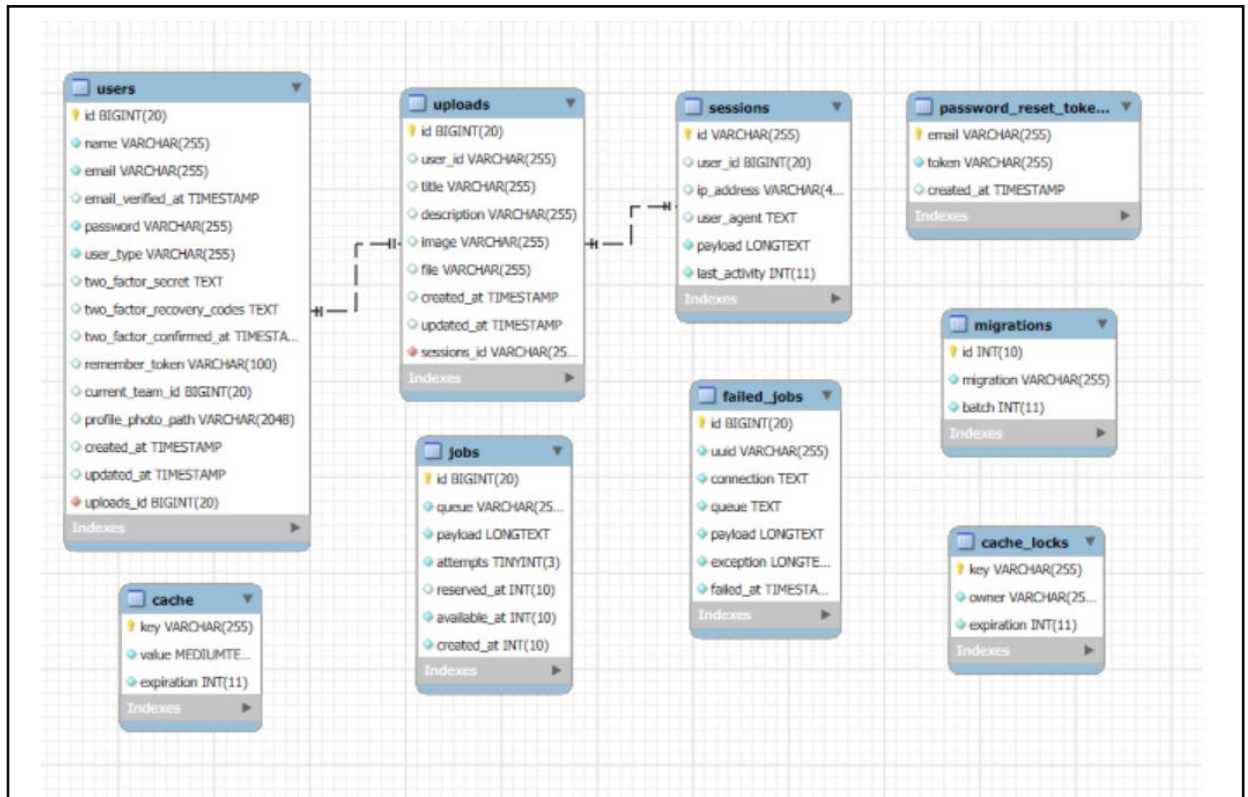 users
id BIGINT(20)
name VARCHAR(255)
email VARCHAR(255)
email_verified_at TIMESTAMP
password VARCHAR(255)
user_type VARCHAR(255)
two_factor_secret TEXT
two_factor_recovery_codes TEXT
two_factor_confirmed_at TIMESTA...
remember_token VARCHAR(100)
current_team_id BIGINT(20)
profile_photo_path VARCHAR(2048)
created_at TIMESTAMP
updated_at TIMESTAMP
uploads_id BIGINT(20)
Indexes
uploads
id BIGINT(20)
user_id VARCHAR(255)
title VARCHAR(255)
description VARCHAR(255)
image VARCHAR(255)
file VARCHAR(255)
created_at TIMESTAMP
updated_at TIMESTAMP
sessions_id VARCHAR(25...
Indexes
sessions
id VARCHAR(255)
user_id BIGINT(20)
ip_address VARCHAR(4...
user_agent TEXT
payload LONGTEXT
last_activity INT(11)
Indexes
password_reset_toke...
email VARCHAR(255)
token VARCHAR(255)
created_at TIMESTAMP
Indexes
migrations
id INT(10)
migration VARCHAR(255)
batch INT(11)
Indexes
failed_jobs
id BIGINT(20)
uuid VARCHAR(255)
connection TEXT
queue TEXT
payload LONGTEXT
exception LONGTE...
failed_at TIMESTA...
Indexes
jobs
id BIGINT(20)
queue VARCHAR(25...
payload LONGTEXT
attempts TINYINT(3)
reserved_at INT(10)
available_at INT(10)
created_at INT(10)
Indexes
cache_locks
key VARCHAR(255)
owner VARCHAR(25...
expiration INT(11)
Indexes
cache
key VARCHAR(255)
value MEDIUMTE...
expiration INT(11)
Indexes